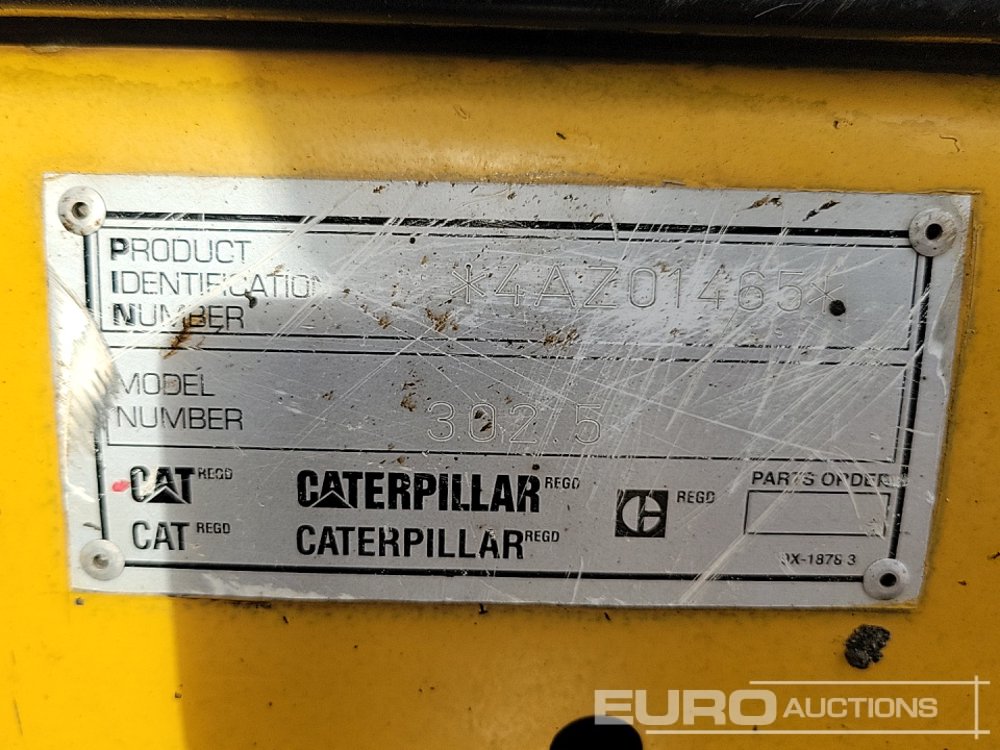 PRODUCT
IDENTIFICATION *4AZ01465*
NUMBER
MODEL
NUMBER 302.5
CAT REGD CATERPILLAR REGD REGD PARTS ORDER
CAT REGD CATERPILLAR REGD
EURO AUCTIONS